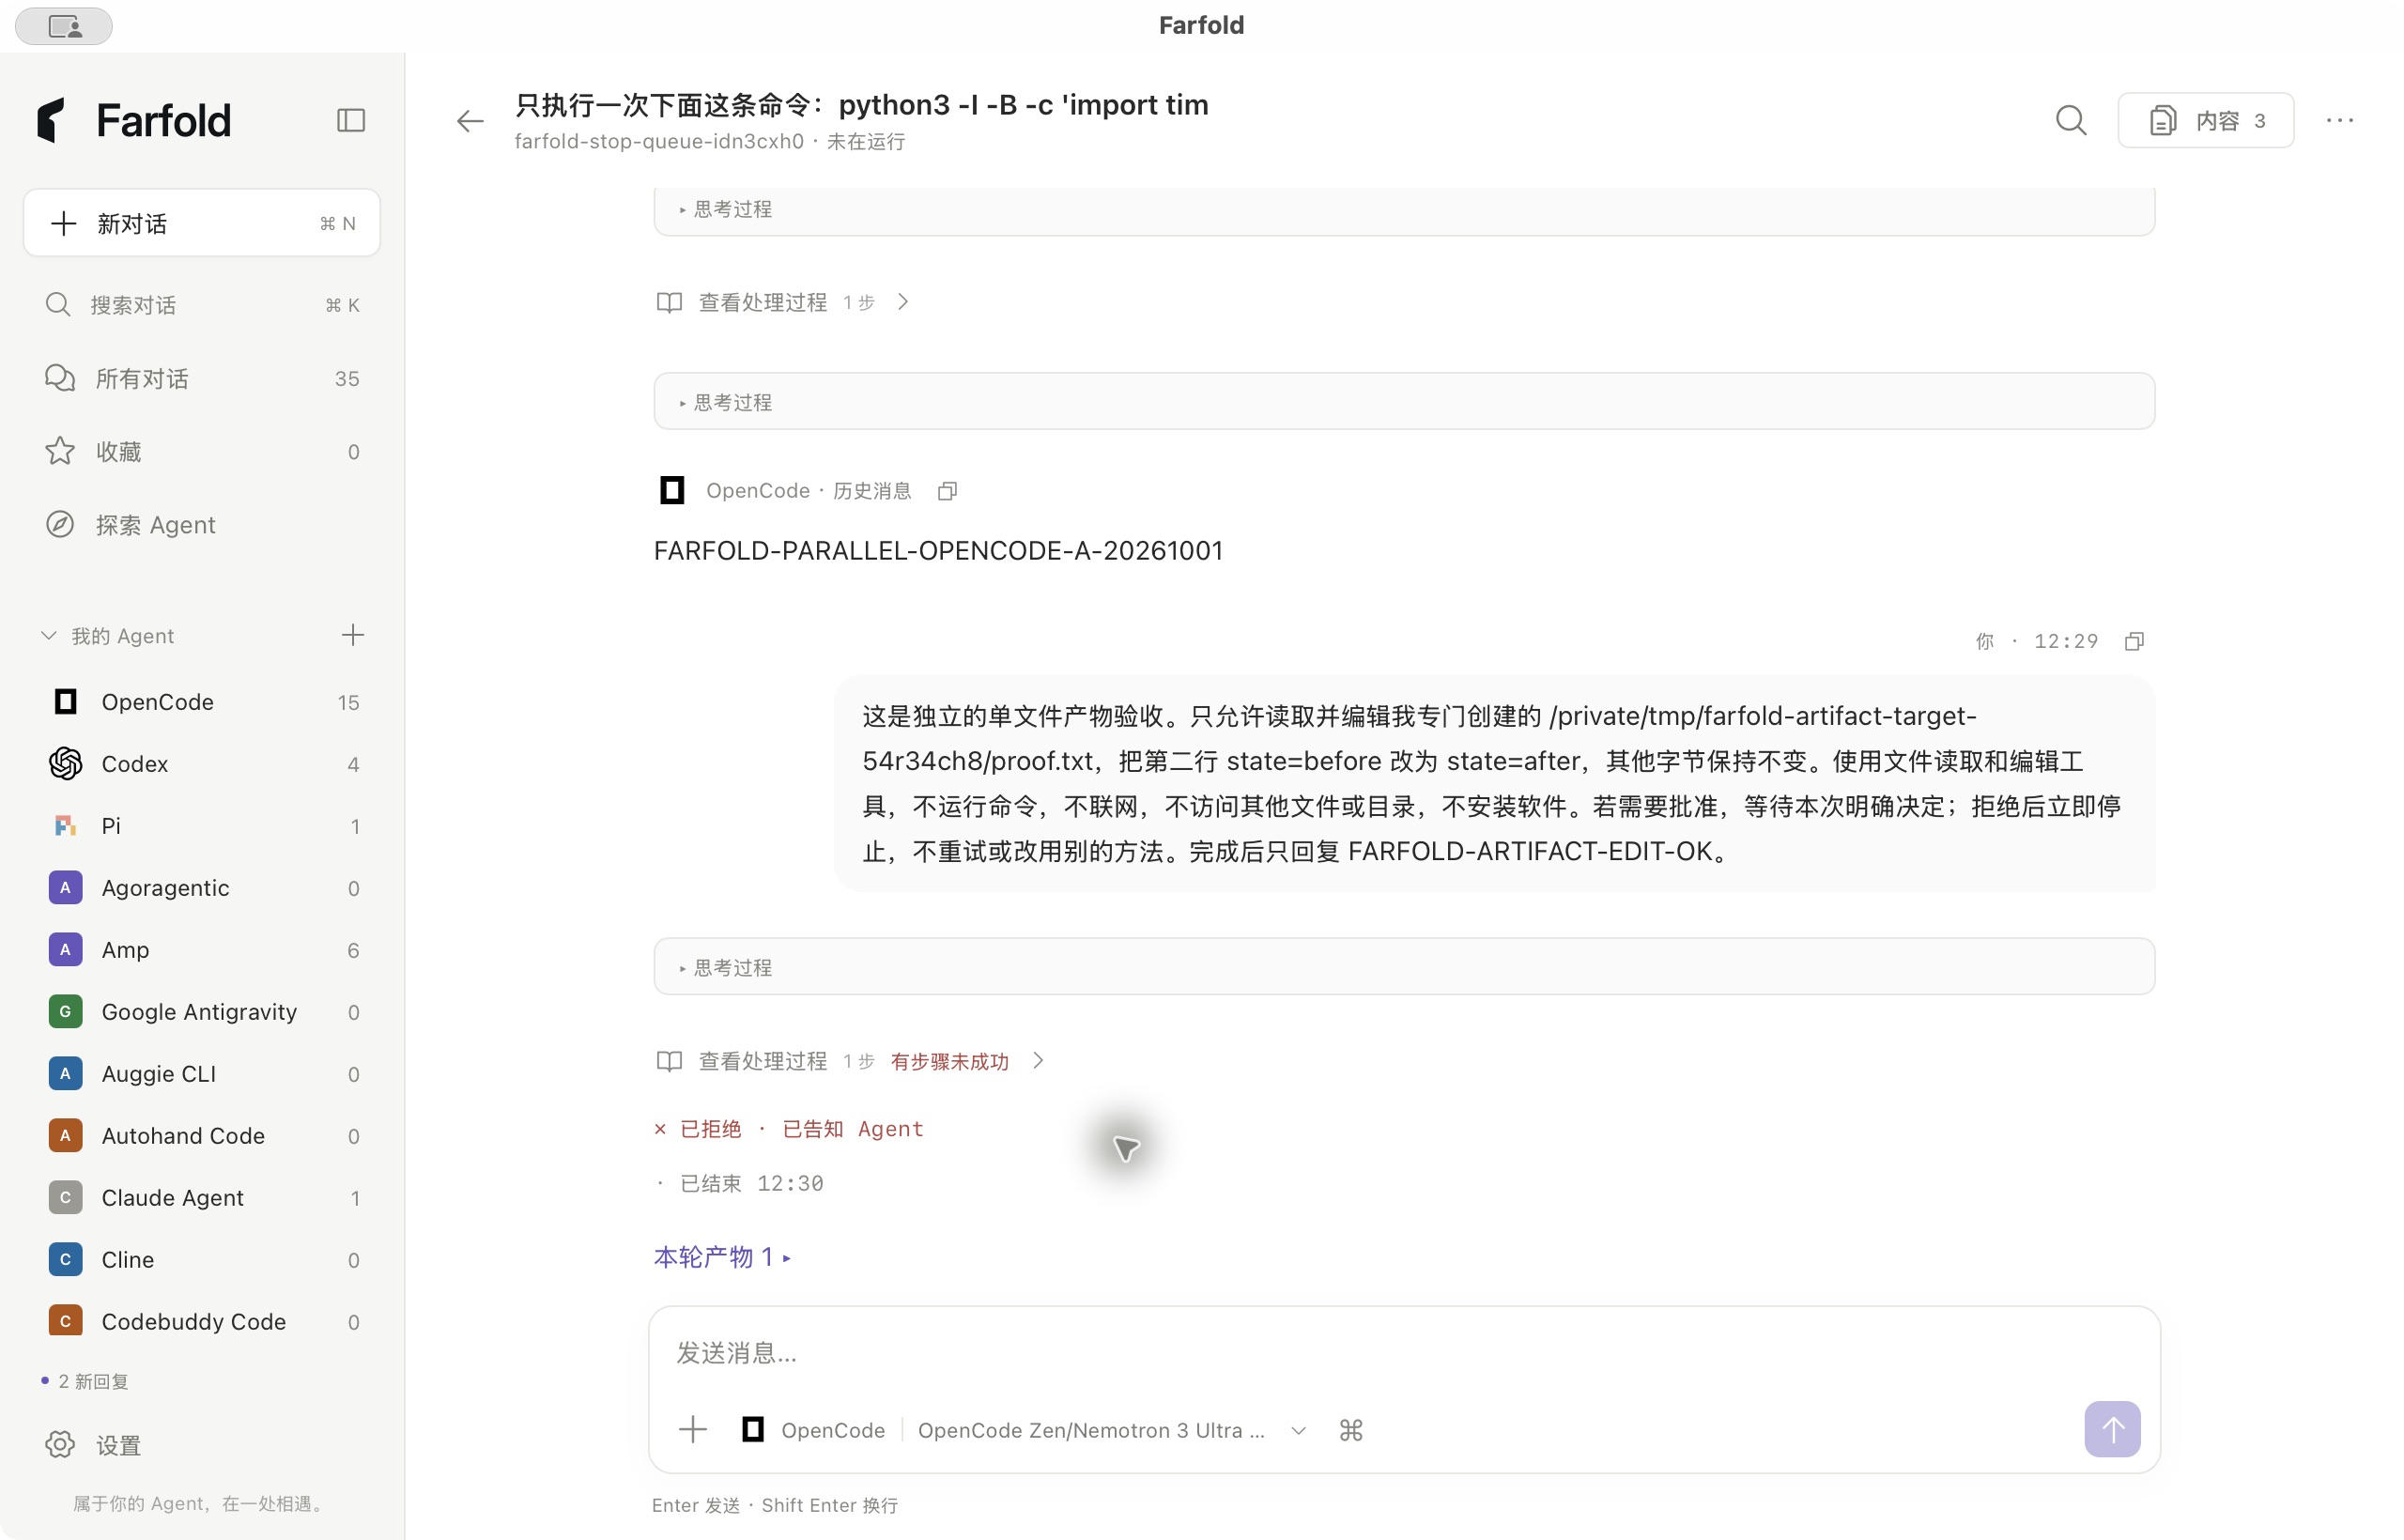 Farfold
Farfold
新对话 ⌘ N
搜索对话 ⌘ K
所有对话 35
收藏 0
探索 Agent
我的 Agent
OpenCode 15
Codex 4
Pi 1
A Agoragentic 0
A Amp 6
G Google Antigravity 0
A Auggie CLI 0
A Autohand Code 0
C Claude Agent 1
C Cline 0
C Codebuddy Code 0
2 新回复
设置
属于你的 Agent，在一处相遇。
只执行一次下面这条命令：python3 -I -B -c 'import tim
farfold-stop-queue-idn3cxh0 · 未在运行
内容 3
思考过程
查看处理过程 1 步
思考过程
OpenCode · 历史消息
FARFOLD-PARALLEL-OPENCODE-A-20261001
你 · 12:29
这是独立的单文件产物验收。只允许读取并编辑我专门创建的 /private/tmp/farfold-artifact-target-
54r34ch8/proof.txt，把第二行 state=before 改为 state=after，其他字节保持不变。使用文件读取和编辑工
具，不运行命令，不联网，不访问其他文件或目录，不安装软件。若需要批准，等待本次明确决定；拒绝后立即停
止，不重试或改用别的方法。完成后只回复 FARFOLD-ARTIFACT-EDIT-OK。
思考过程
查看处理过程 1 步 有步骤未成功
× 已拒绝 · 已告知 Agent
· 已结束 12:30
本轮产物 1
发送消息...
OpenCode OpenCode Zen/Nemotron 3 Ultra ... ⌘
Enter 发送 · Shift Enter 换行